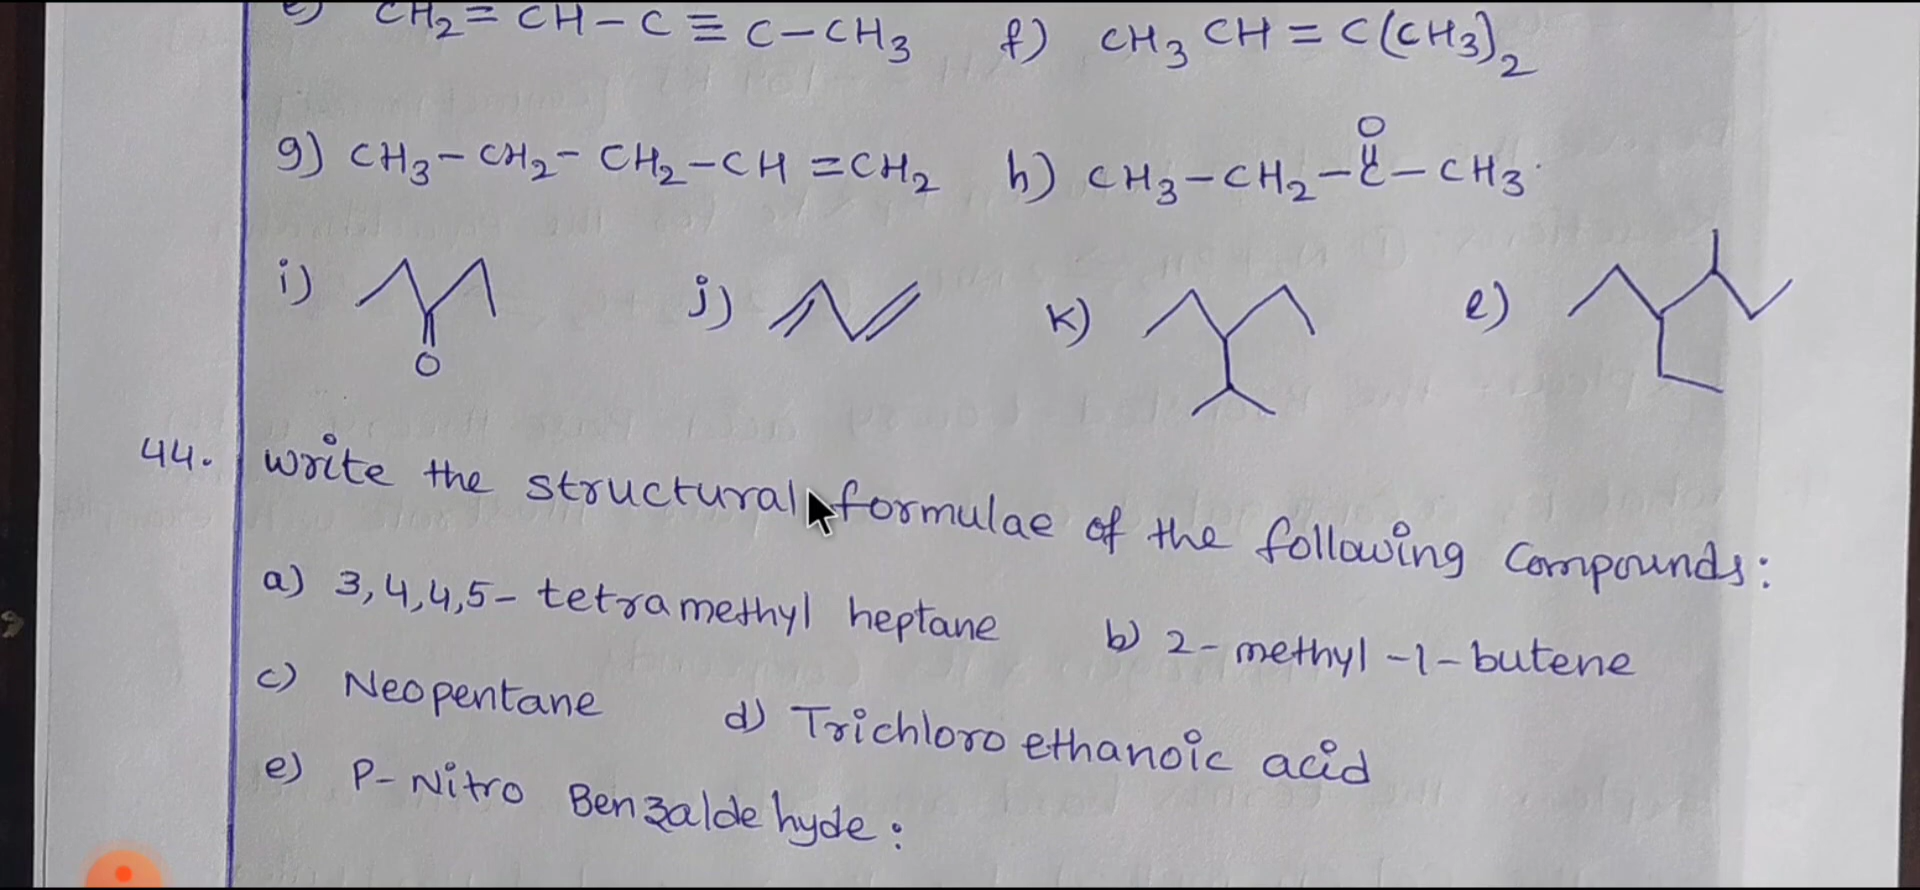 e) CH₂ = CH – C ≡ C – CH₃ f) CH₃ CH = C(CH₃)₂
O
g) CH₃ – CH₂ – CH₂ – CH = CH₂ h) CH₃ – CH₂ – C – CH₃.
i) j) k) l)
O
44. Write the structural formulae of the following compounds:
a) 3,4,4,5- tetramethyl heptane b) 2- methyl -1- butene
c) Neopentane d) Trichloro ethanoic acid
e) P- Nitro Benzaldehyde: